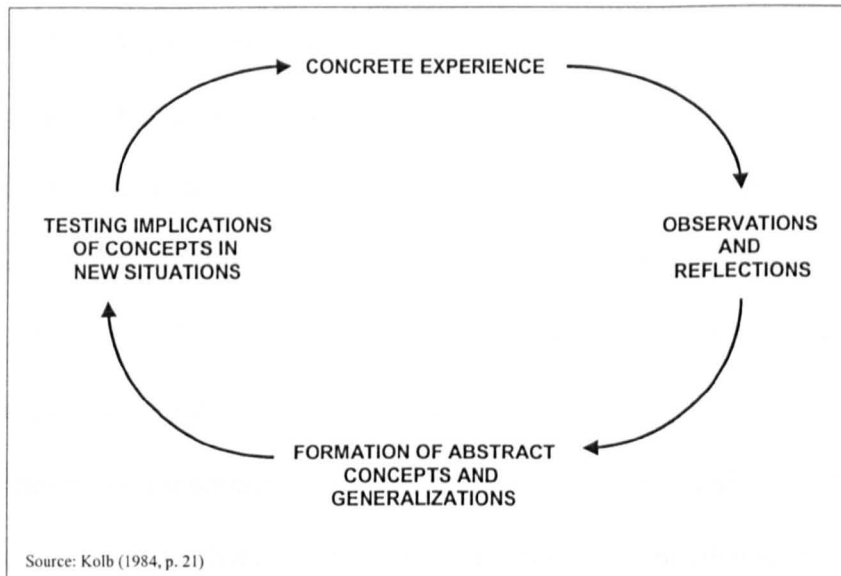 CONCRETE EXPERIENCE
OBSERVATIONS
AND
REFLECTIONS
FORMATION OF ABSTRACT
CONCEPTS AND
GENERALIZATIONS
TESTING IMPLICATIONS
OF CONCEPTS IN
NEW SITUATIONS
Source: Kolb (1984, p. 21)